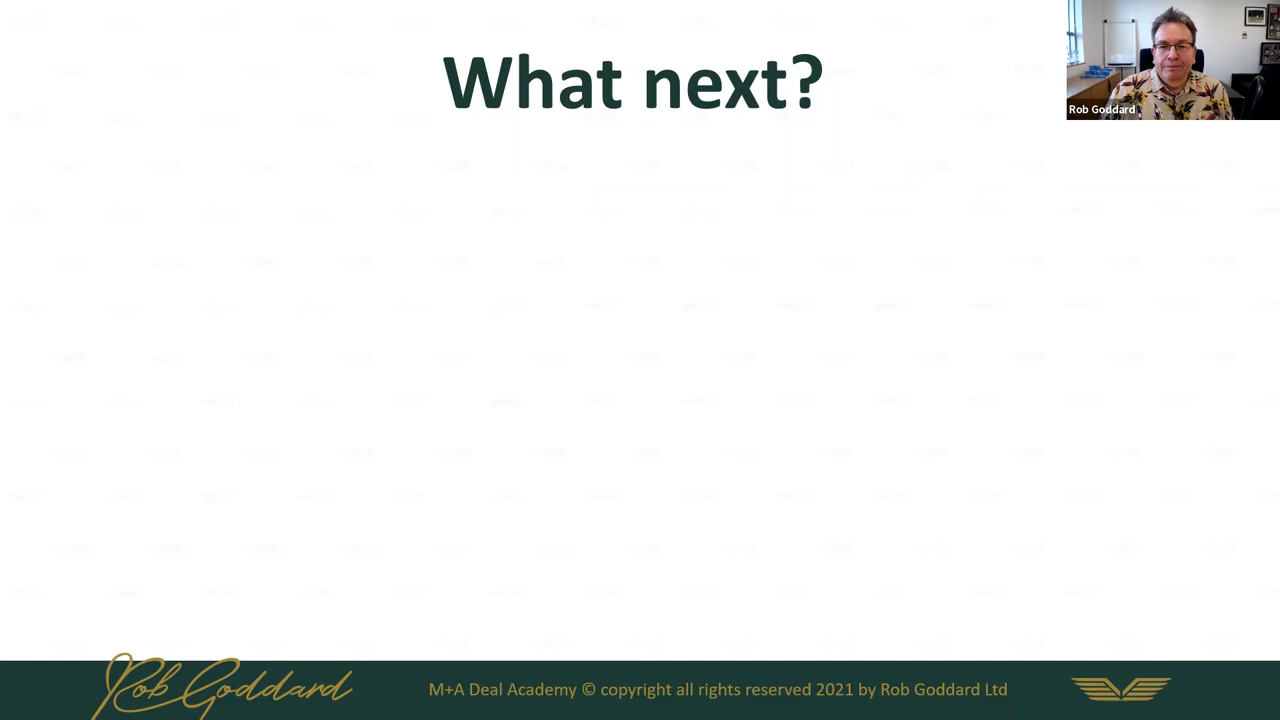 What next?
Rob Goddard
Rob Goddard
M+A Deal Academy © copyright all rights reserved 2021 by Rob Goddard Ltd